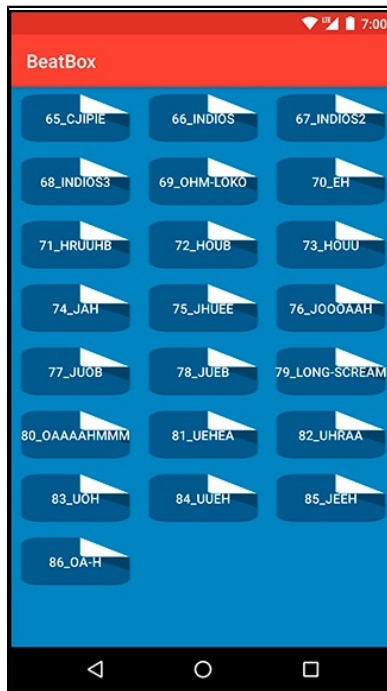 LTE 7:00
BeatBox
65_CJIPIE 66_INDIOS 67_INDIOS2
68_INDIOS3 69_OHM-LOKO 70_EH
71_HRUUHB 72_HOUB 73_HOUU
74_JAH 75_JHUEE 76_JOOOAAH
77_JUOB 78_JUEB 79_LONG-SCREAM
80_OAAAAHMMM 81_UEHEA 82_UHRAA
83_UOH 84_UUEH 85_JEEH
86_OA-H